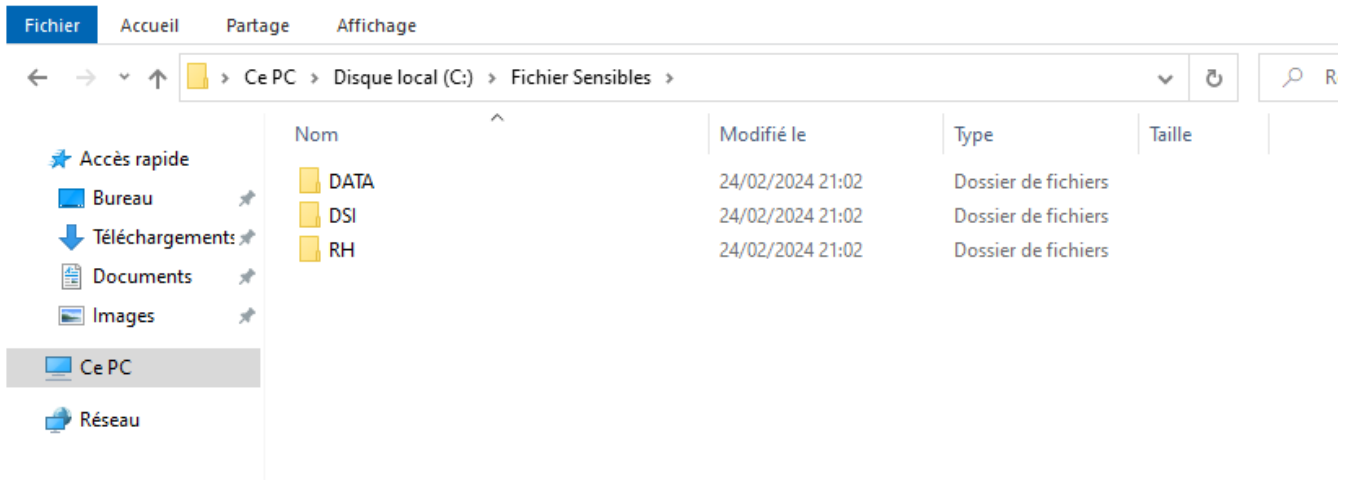 Fichier Accueil Partage Affichage
Ce PC > Disque local (C:) > Fichier Sensibles >
Nom Modifié le Type Taille
Accès rapide
Bureau
Téléchargements
Documents
Images
Ce PC
Réseau
DATA 24/02/2024 21:02 Dossier de fichiers
DSI 24/02/2024 21:02 Dossier de fichiers
RH 24/02/2024 21:02 Dossier de fichiers